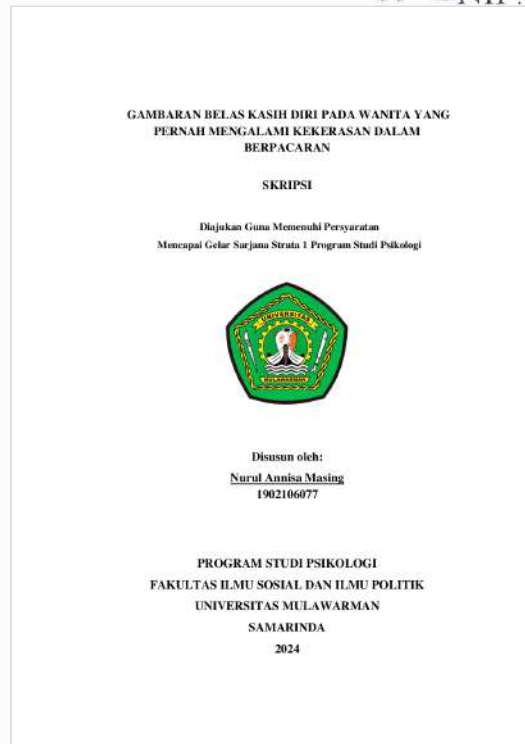 GAMBARAN BELAS KASIH DIRI PADA WANITA YANG
PERNAH MENGALAMI KEKERASAN DALAM
BERPACARAN
SKRIPSI
Diajukan Guna Memenuhi Persyaratan
Mencapai Gelar Sarjana Strata 1 Program Studi Psikologi
UNIVERSITAS
MULAWARMAN
Disusun oleh:
Nurul Annisa Masing
1902106077
PROGRAM STUDI PSIKOLOGI
FAKULTAS ILMU SOSIAL DAN ILMU POLITIK
UNIVERSITAS MULAWARMAN
SAMARINDA
2024